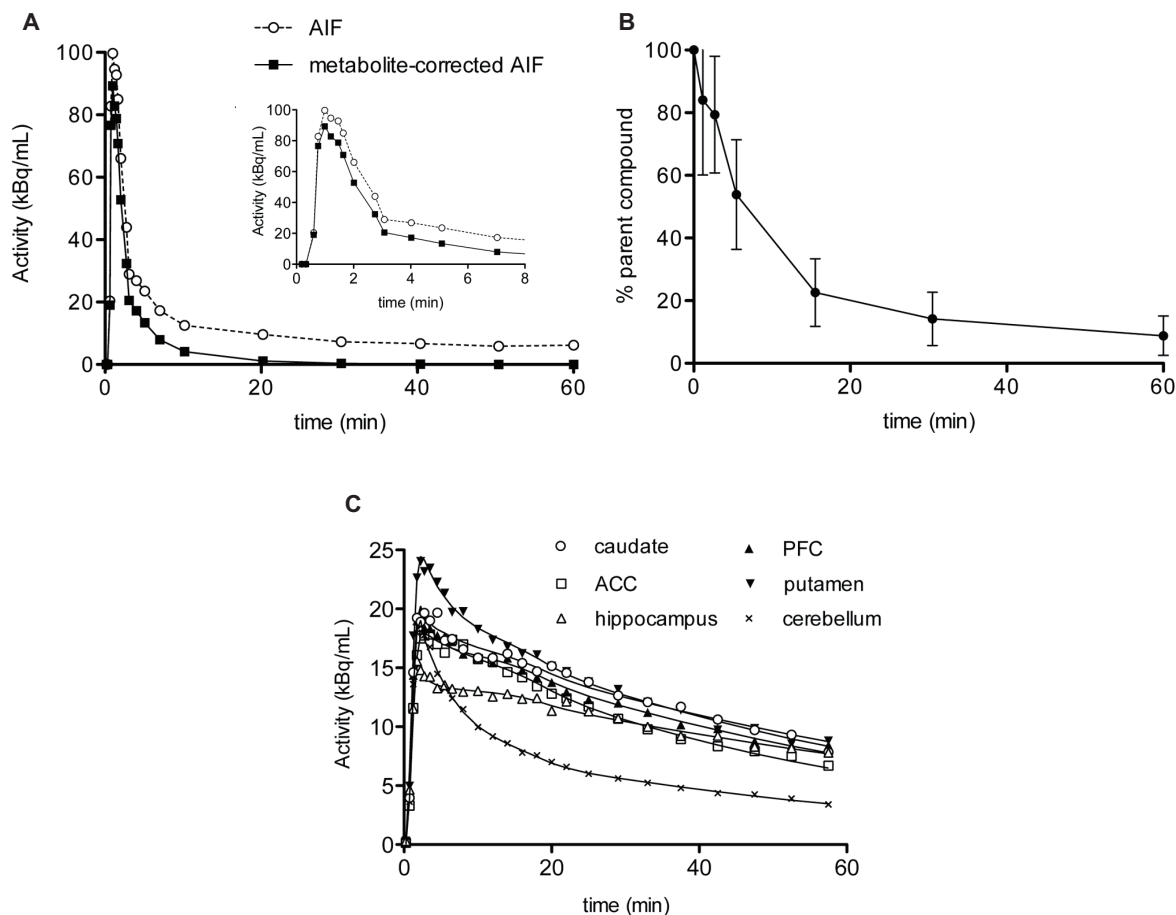 A
AIF
metabolite-corrected AIF
100
80
60
40
20
0
Activity (kBq/mL)
0 20 40 60
time (min)
100
80
60
40
20
0
Activity (kBq/mL)
0 2 4 6 8
time (min)
B
100
80
60
40
20
0
% parent compound
0 20 40 60
time (min)
C
caudate PFC
ACC putamen
hippocampus cerebellum
25
20
15
10
5
0
Activity (kBq/mL)
0 20 40 60
time (min)